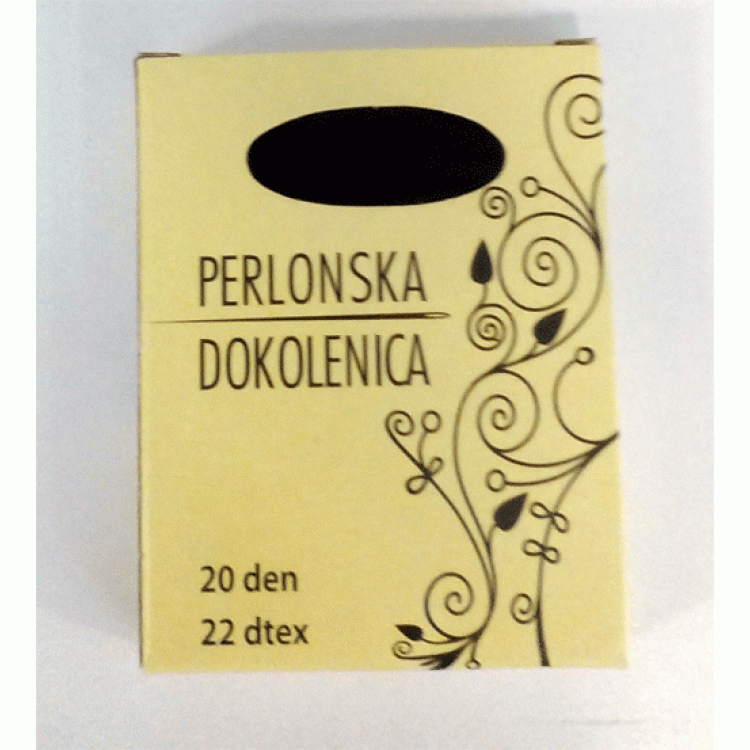 PERLONSKA
DOKOLENICA
20 den
22 dtex